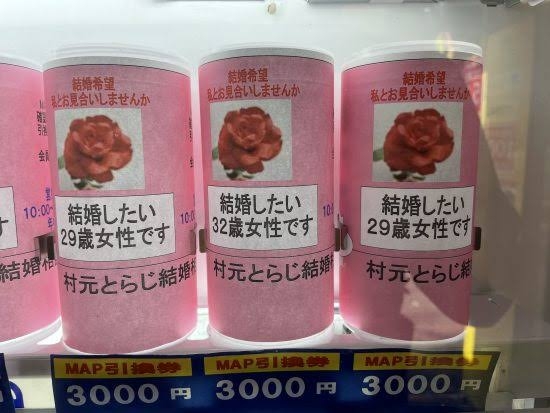 結婚希望
私とお見合いしませんか
結婚したい
29歳女性です
村元とらじ結婚
MAP引換券
3000円
結婚希望
私とお見合いしませんか
結婚したい
32歳女性です
村元とらじ結婚
MAP引換券
3000円
結婚希望
私とお見合いしませんか
結婚したい
29歳女性です
村元とらじ結婚
MAP引換券
3000円
10:00~
10:
10: